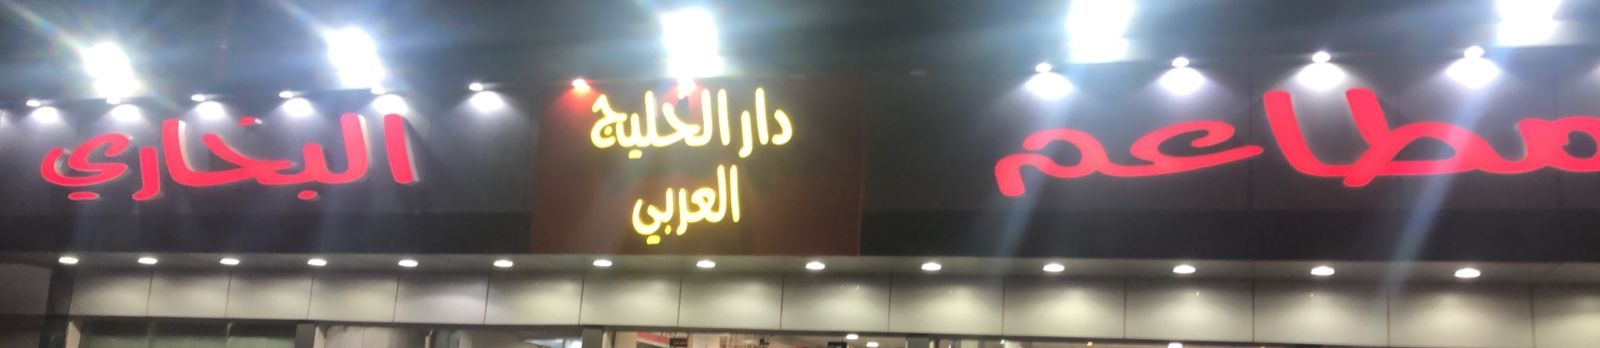 مطاعم
دار الخليج
العربي
البخاري